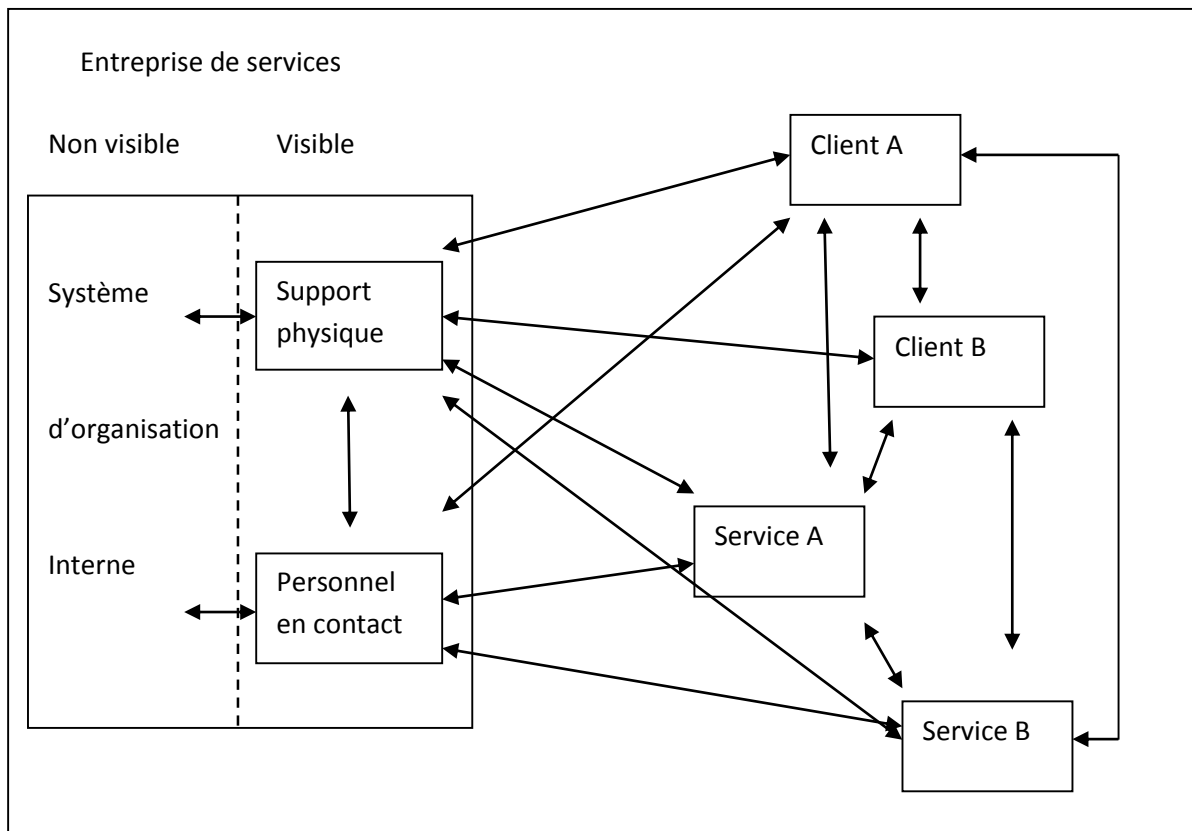 Entreprise de services
Non visible
Visible
Client A
Système
Support
physique
Client B
d’organisation
Service A
Interne
Personnel
en contact
Service B